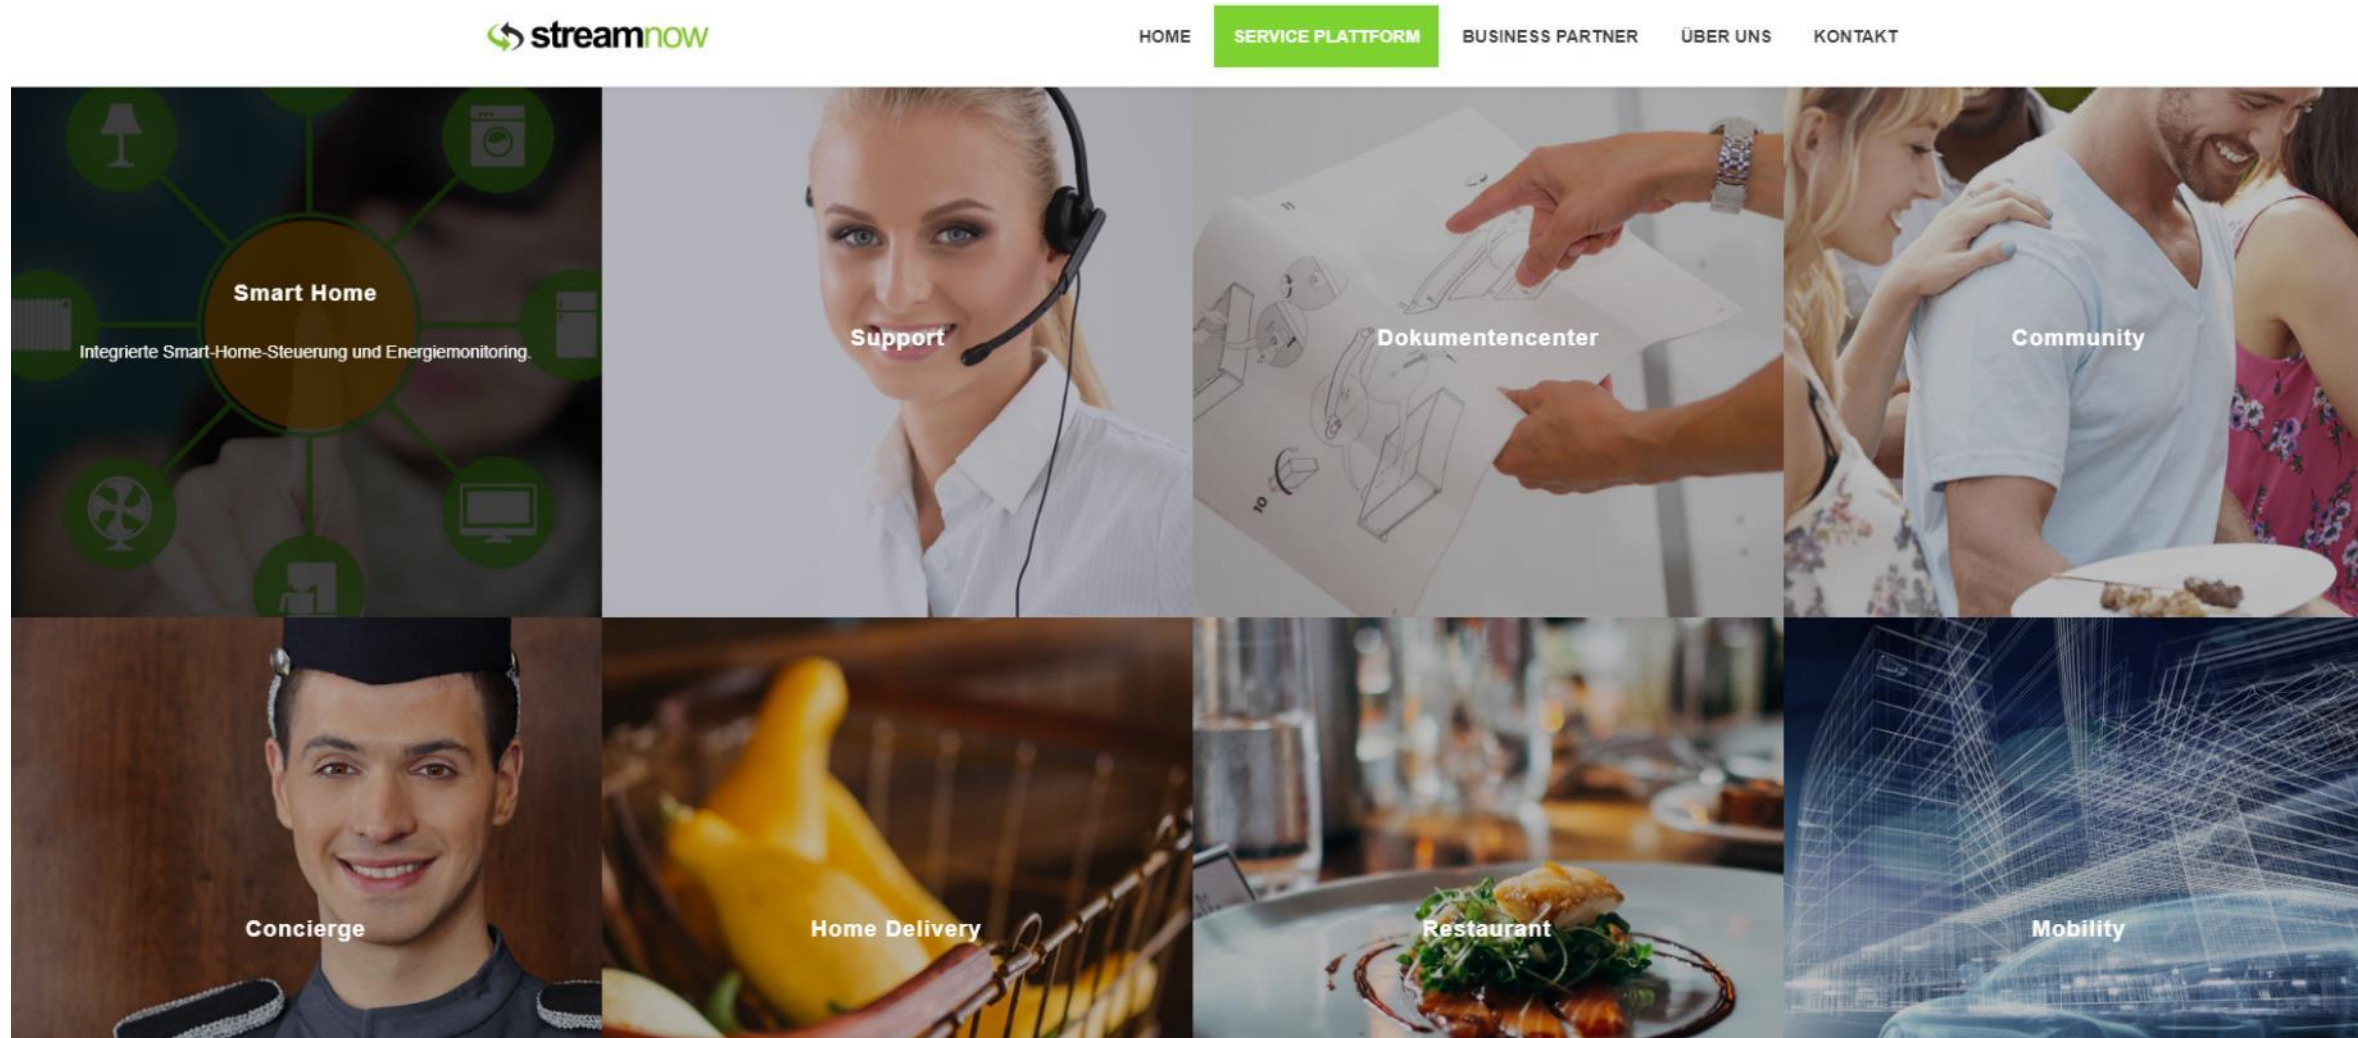 streamnow
HOME
SERVICE PLATTFORM
BUSINESS PARTNER
ÜBER UNS
KONTAKT
Smart Home
Integrierte Smart-Home-Steuerung und Energiemonitoring.
Support
Dokumentencenter
Community
10
Concierge
Home Delivery
Restaurant
Mobility